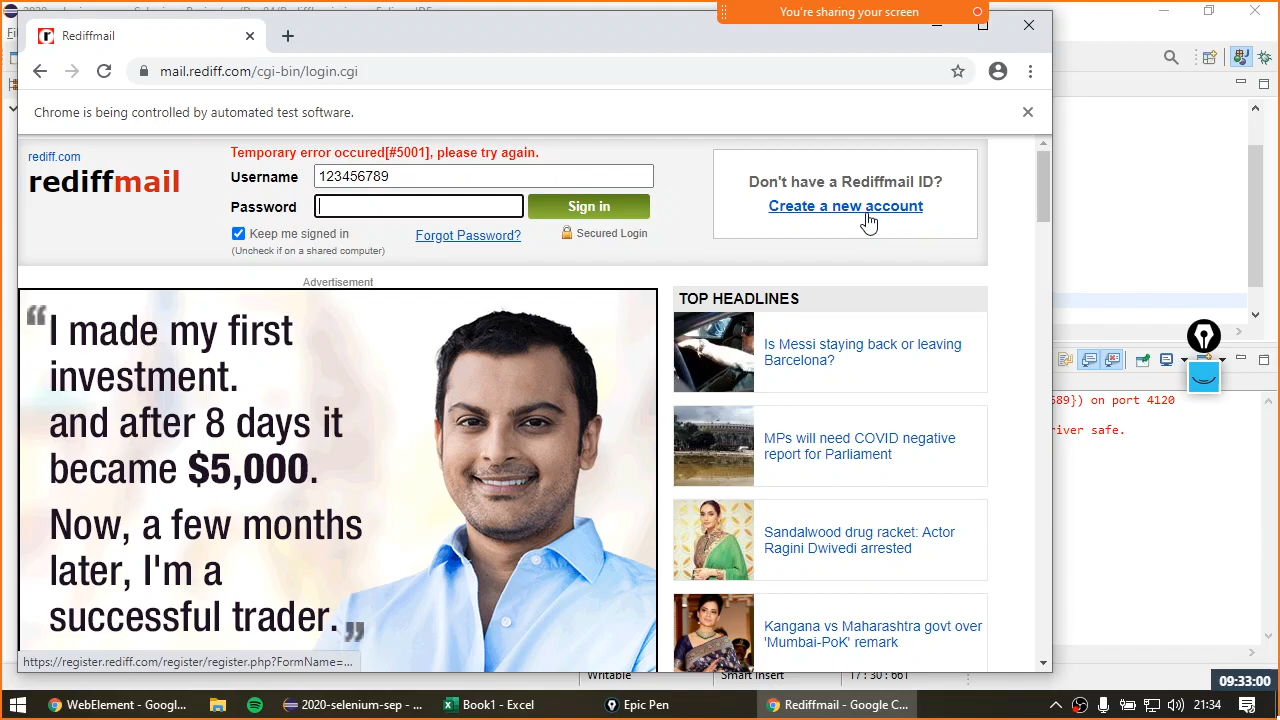 You're sharing your screen
Rediffmail
mail.rediff.com/cgi-bin/login.cgi
Chrome is being controlled by automated test software.
rediff.com
rediffmail
Temporary error occured[#5001], please try again.
Username 123456789
Password
Sign in
Keep me signed in
(Uncheck if on a shared computer)
Forgot Password?
Secured Login
Don't have a Rediffmail ID?
Create a new account
Advertisement
“I made my first
investment.
and after 8 days it
became $5,000.
Now, a few months
later, I'm a
successful trader.”
TOP HEADLINES
Is Messi staying back or leaving
Barcelona?
MPs will need COVID negative
report for Parliament
Sandalwood drug racket: Actor
Ragini Dwivedi arrested
Kangana vs Maharashtra govt over
'Mumbai-PoK' remark
589}) on port 4120
river safe.
https://register.rediff.com/register/register.php?FormName=...
Writable
Smart Insert
17 : 30 : 661
09:33:00
WebElement - Googl...
2020-selenium-sep - ...
Book1 - Excel
Epic Pen
Rediffmail - Google C...
21:34